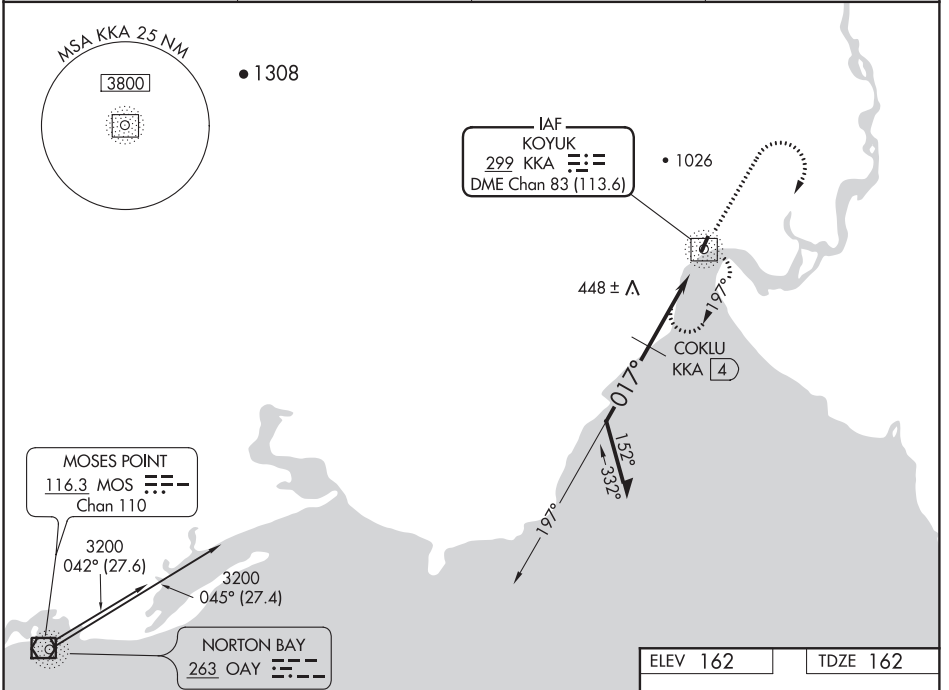 MSA KKA 25 NM
3800
1308
IAF
KOYUK
299 KKA
DME Chan 83 (113.6)
1026
448 ±
197°
COKLU
KKA 4
017°
152°
332°
197°
MOSES POINT
116.3 MOS
Chan 110
3200
042° (27.6)
3200
045° (27.4)
NORTON BAY
263 OAY
ELEV 162
TDZE 162